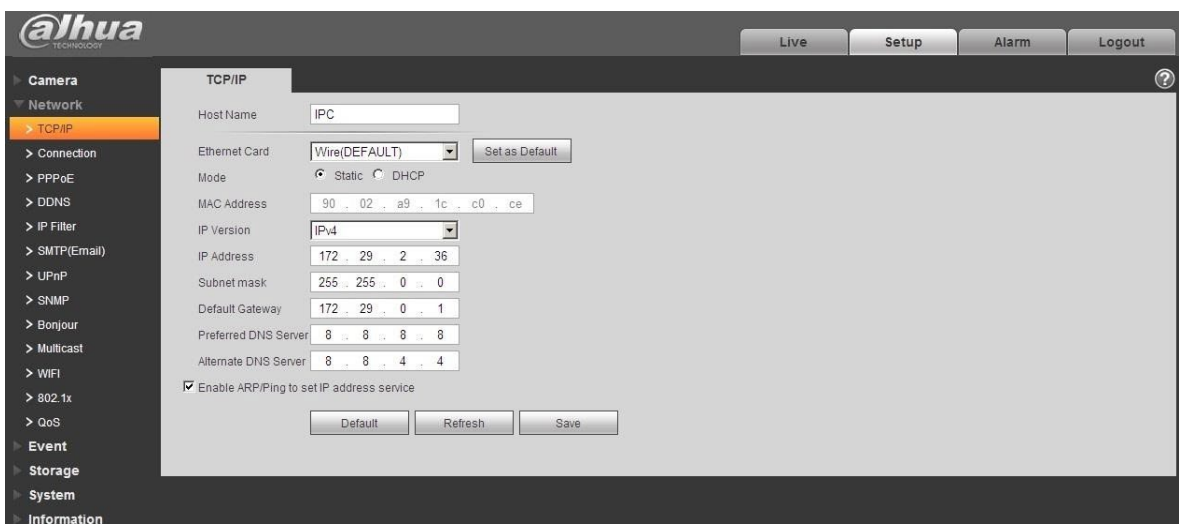 alhua
TECHNOLOGY
Live Setup Alarm Logout
Camera
Network
> TCP/IP
> Connection
> PPPoE
> DDNS
> IP Filter
> SMTP(Email)
> UPnP
> SNMP
> Bonjour
> Multicast
> WIFI
> 802.1x
> QoS
Event
Storage
System
Information
TCP/IP
?
Host Name IPC
Ethernet Card Wire(DEFAULT) Set as Default
Mode Static DHCP
MAC Address 90 . 02 . a9 . 1c . c0 . ce
IP Version IPv4
IP Address 172 . 29 . 2 . 36
Subnet mask 255 . 255 . 0 . 0
Default Gateway 172 . 29 . 0 . 1
Preferred DNS Server 8 . 8 . 8 . 8
Alternate DNS Server 8 . 8 . 4 . 4
Enable ARP/Ping to set IP address service
Default Refresh Save